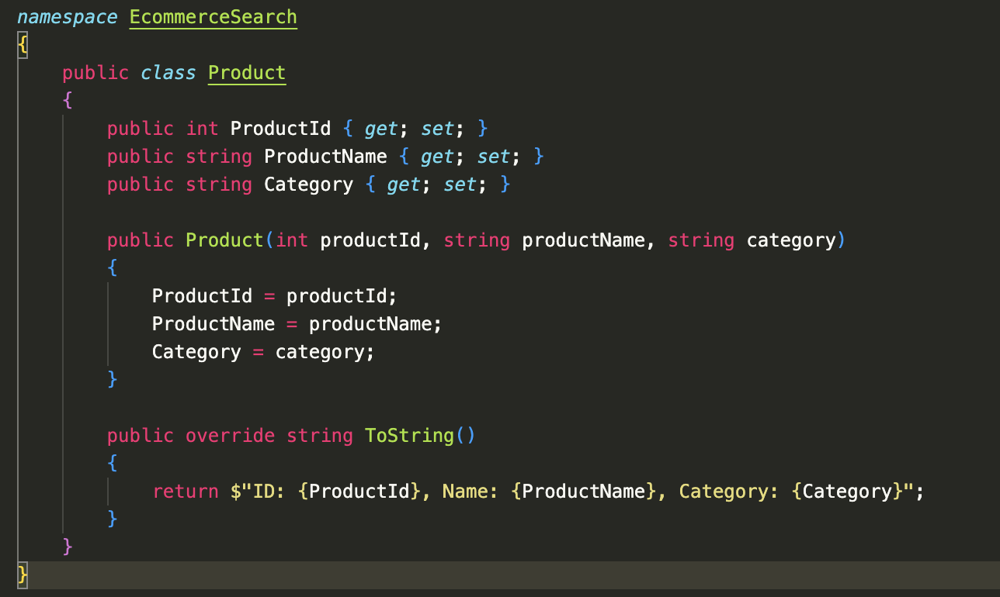 namespace EcommerceSearch
{
    public class Product
    {
        public int ProductId { get; set; }
        public string ProductName { get; set; }
        public string Category { get; set; }

        public Product(int productId, string productName, string category)
        {
            ProductId = productId;
            ProductName = productName;
            Category = category;
        }

        public override string ToString()
        {
            return $"ID: {ProductId}, Name: {ProductName}, Category: {Category}";
        }
    }
}